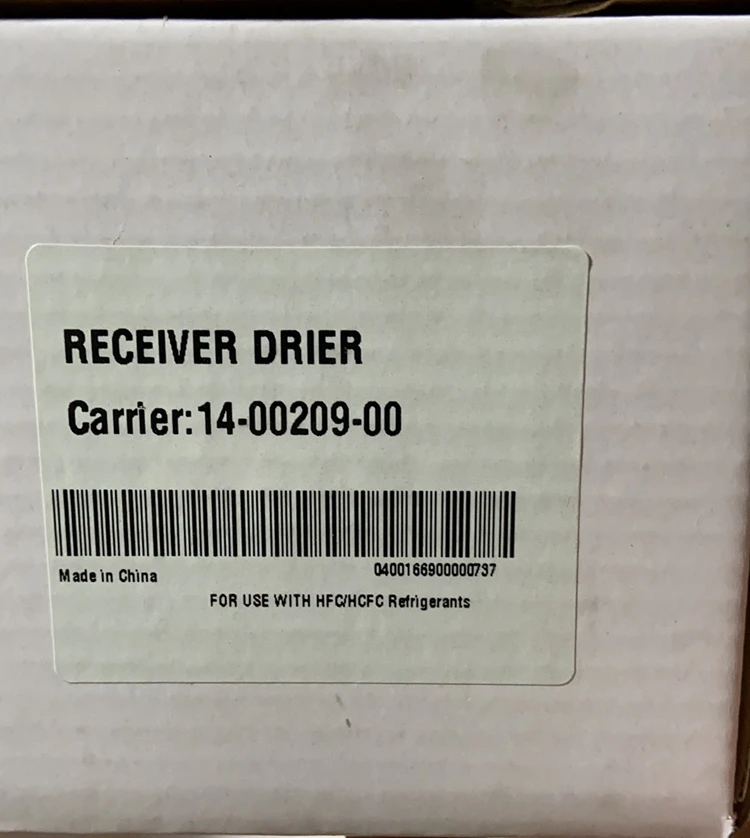 RECEIVER DRIER
Carrier:14-00209-00
Made in China
0400166900000737
FOR USE WITH HFC/HCFC Refrigerants